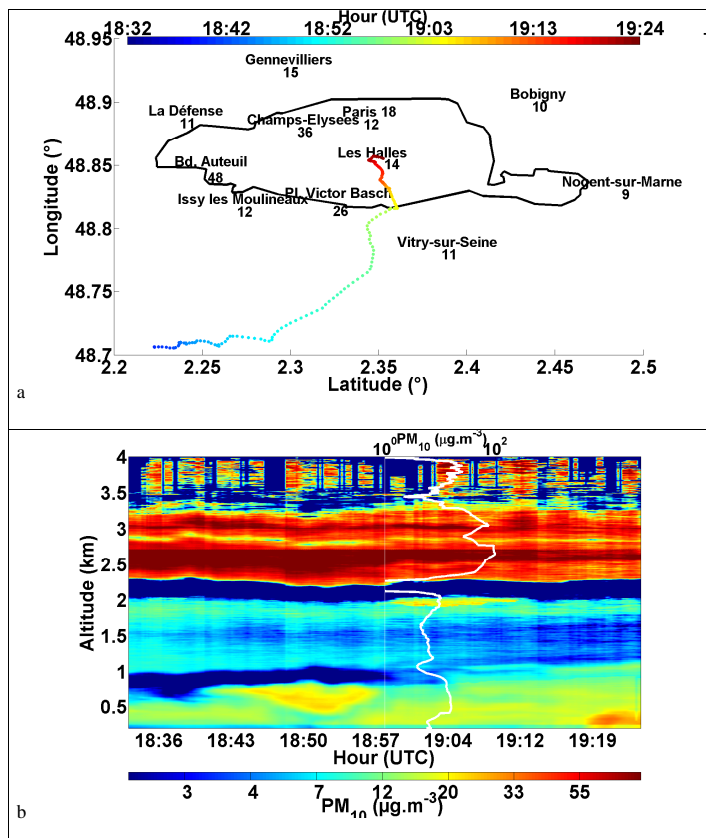 Hour (UTC)
18:32 18:42 18:52 19:03 19:13 19:24
48.95
48.9
48.85
48.8
48.75
48.7
Longitude (°)
Gennevilliers
15
La Défense
11
Champs-Elysees
36
Paris 18
12
Bobigny
10
Les Halles
14
Bd. Auteuil
48
Issy les Moulineaux
12
Pl. Victor Basch
26
Nogent-sur-Marne
9
Vitry-sur-Seine
11
2.2 2.25 2.3 2.35 2.4 2.45 2.5
Latitude (°)
a
10⁰ PM₁₀ (µg.m⁻³) 10²
4
3.5
3
2.5
2
1.5
1
0.5
Altitude (km)
18:36 18:43 18:50 18:57 19:04 19:12 19:19
Hour (UTC)
3 4 7 12 20 33 55
PM₁₀ (µg.m⁻³)
b